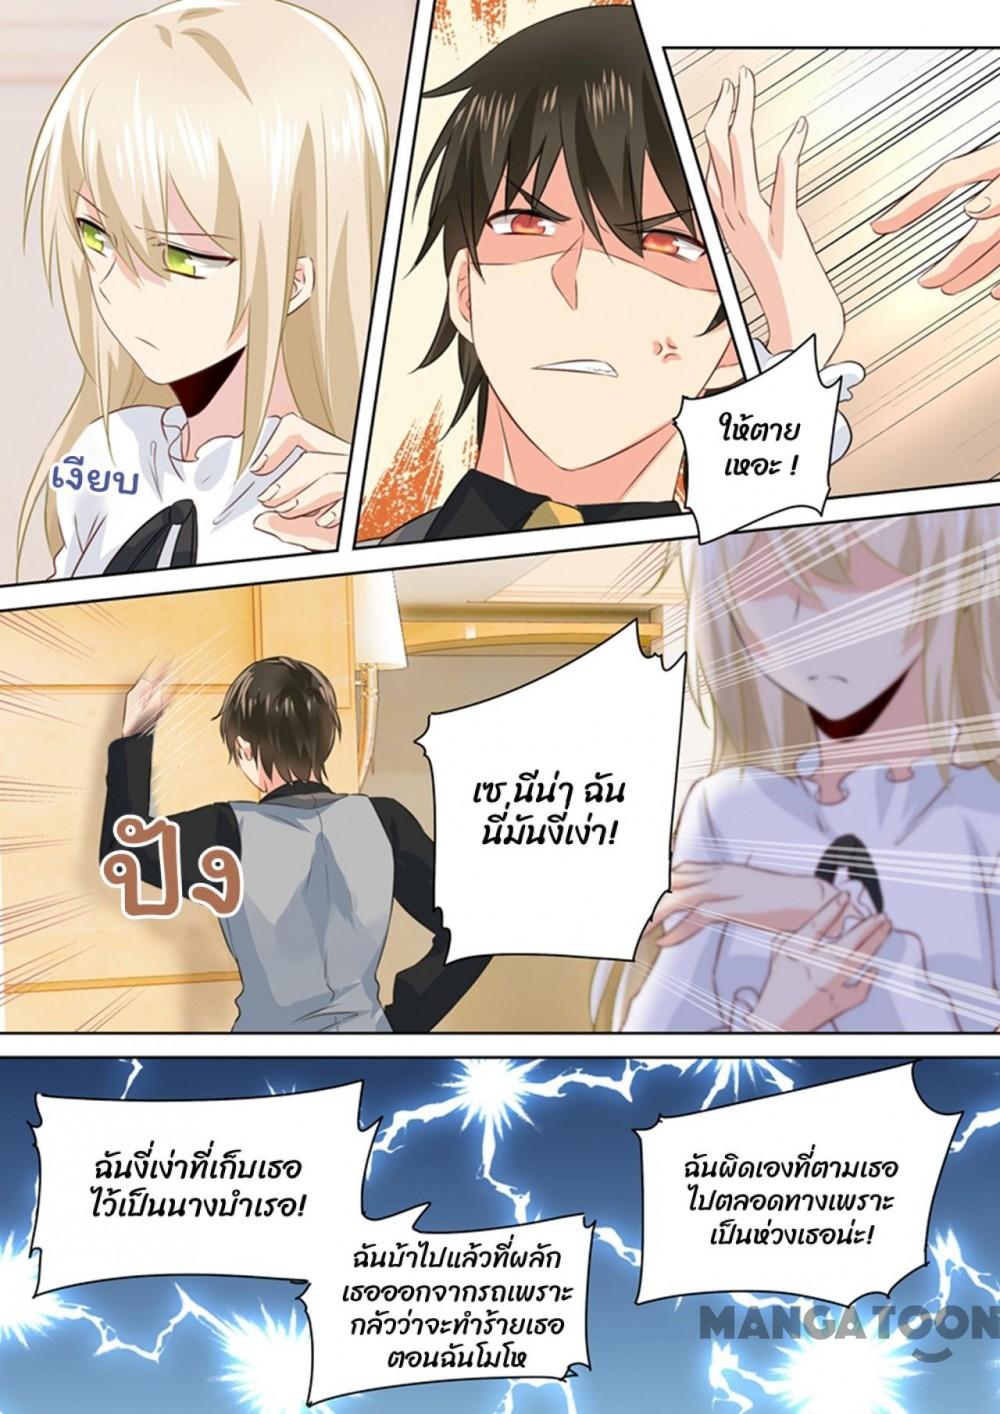 เงียบ
ให้ตาย
เหอะ !
ปัง
เซ นีน่า ฉัน
นี่มันงี่เง่า!
ฉันงี่เง่าที่เก็บเธอ
ไว้เป็นนางบำเรอ!
ฉันบ้าไปแล้วที่ผลัก
เธอออกจากรถเพราะ
กลัวว่าจะทำร้ายเธอ
ตอนฉันโมโห
ฉันผิดเองที่ตามเธอ
ไปตลอดทางเพราะ
เป็นห่วงเธอน่ะ!
MANGATOON